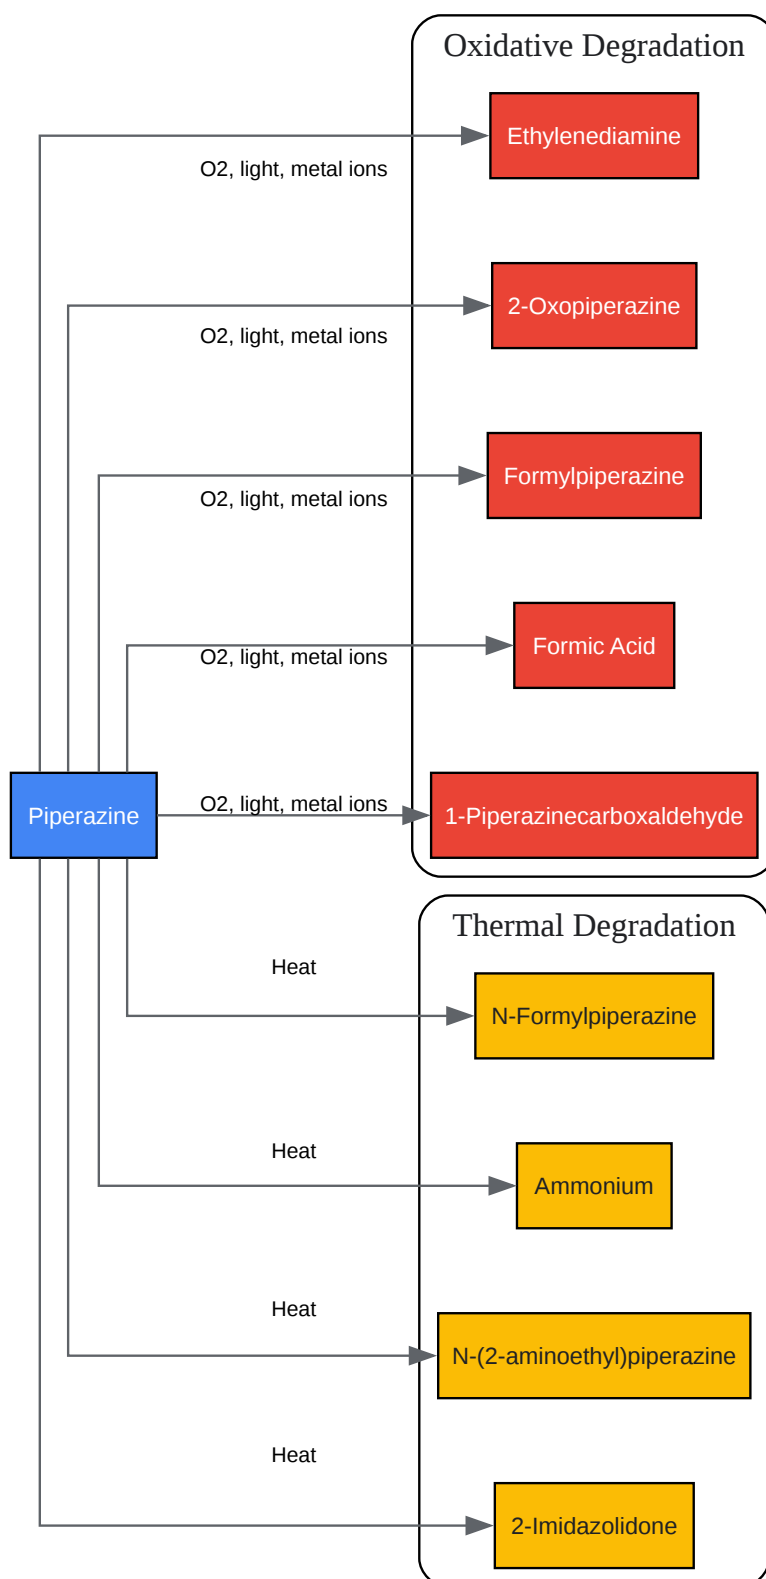 Oxidative Degradation
Ethylenediamine
O2, light, metal ions
2-Oxopiperazine
O2, light, metal ions
Formylpiperazine
O2, light, metal ions
Formic Acid
O2, light, metal ions
Piperazine
O2, light, metal ions
1-Piperazinecarboxaldehyde
Thermal Degradation
Heat
N-Formylpiperazine
Heat
Ammonium
Heat
N-(2-aminoethyl)piperazine
Heat
2-Imidazolidone